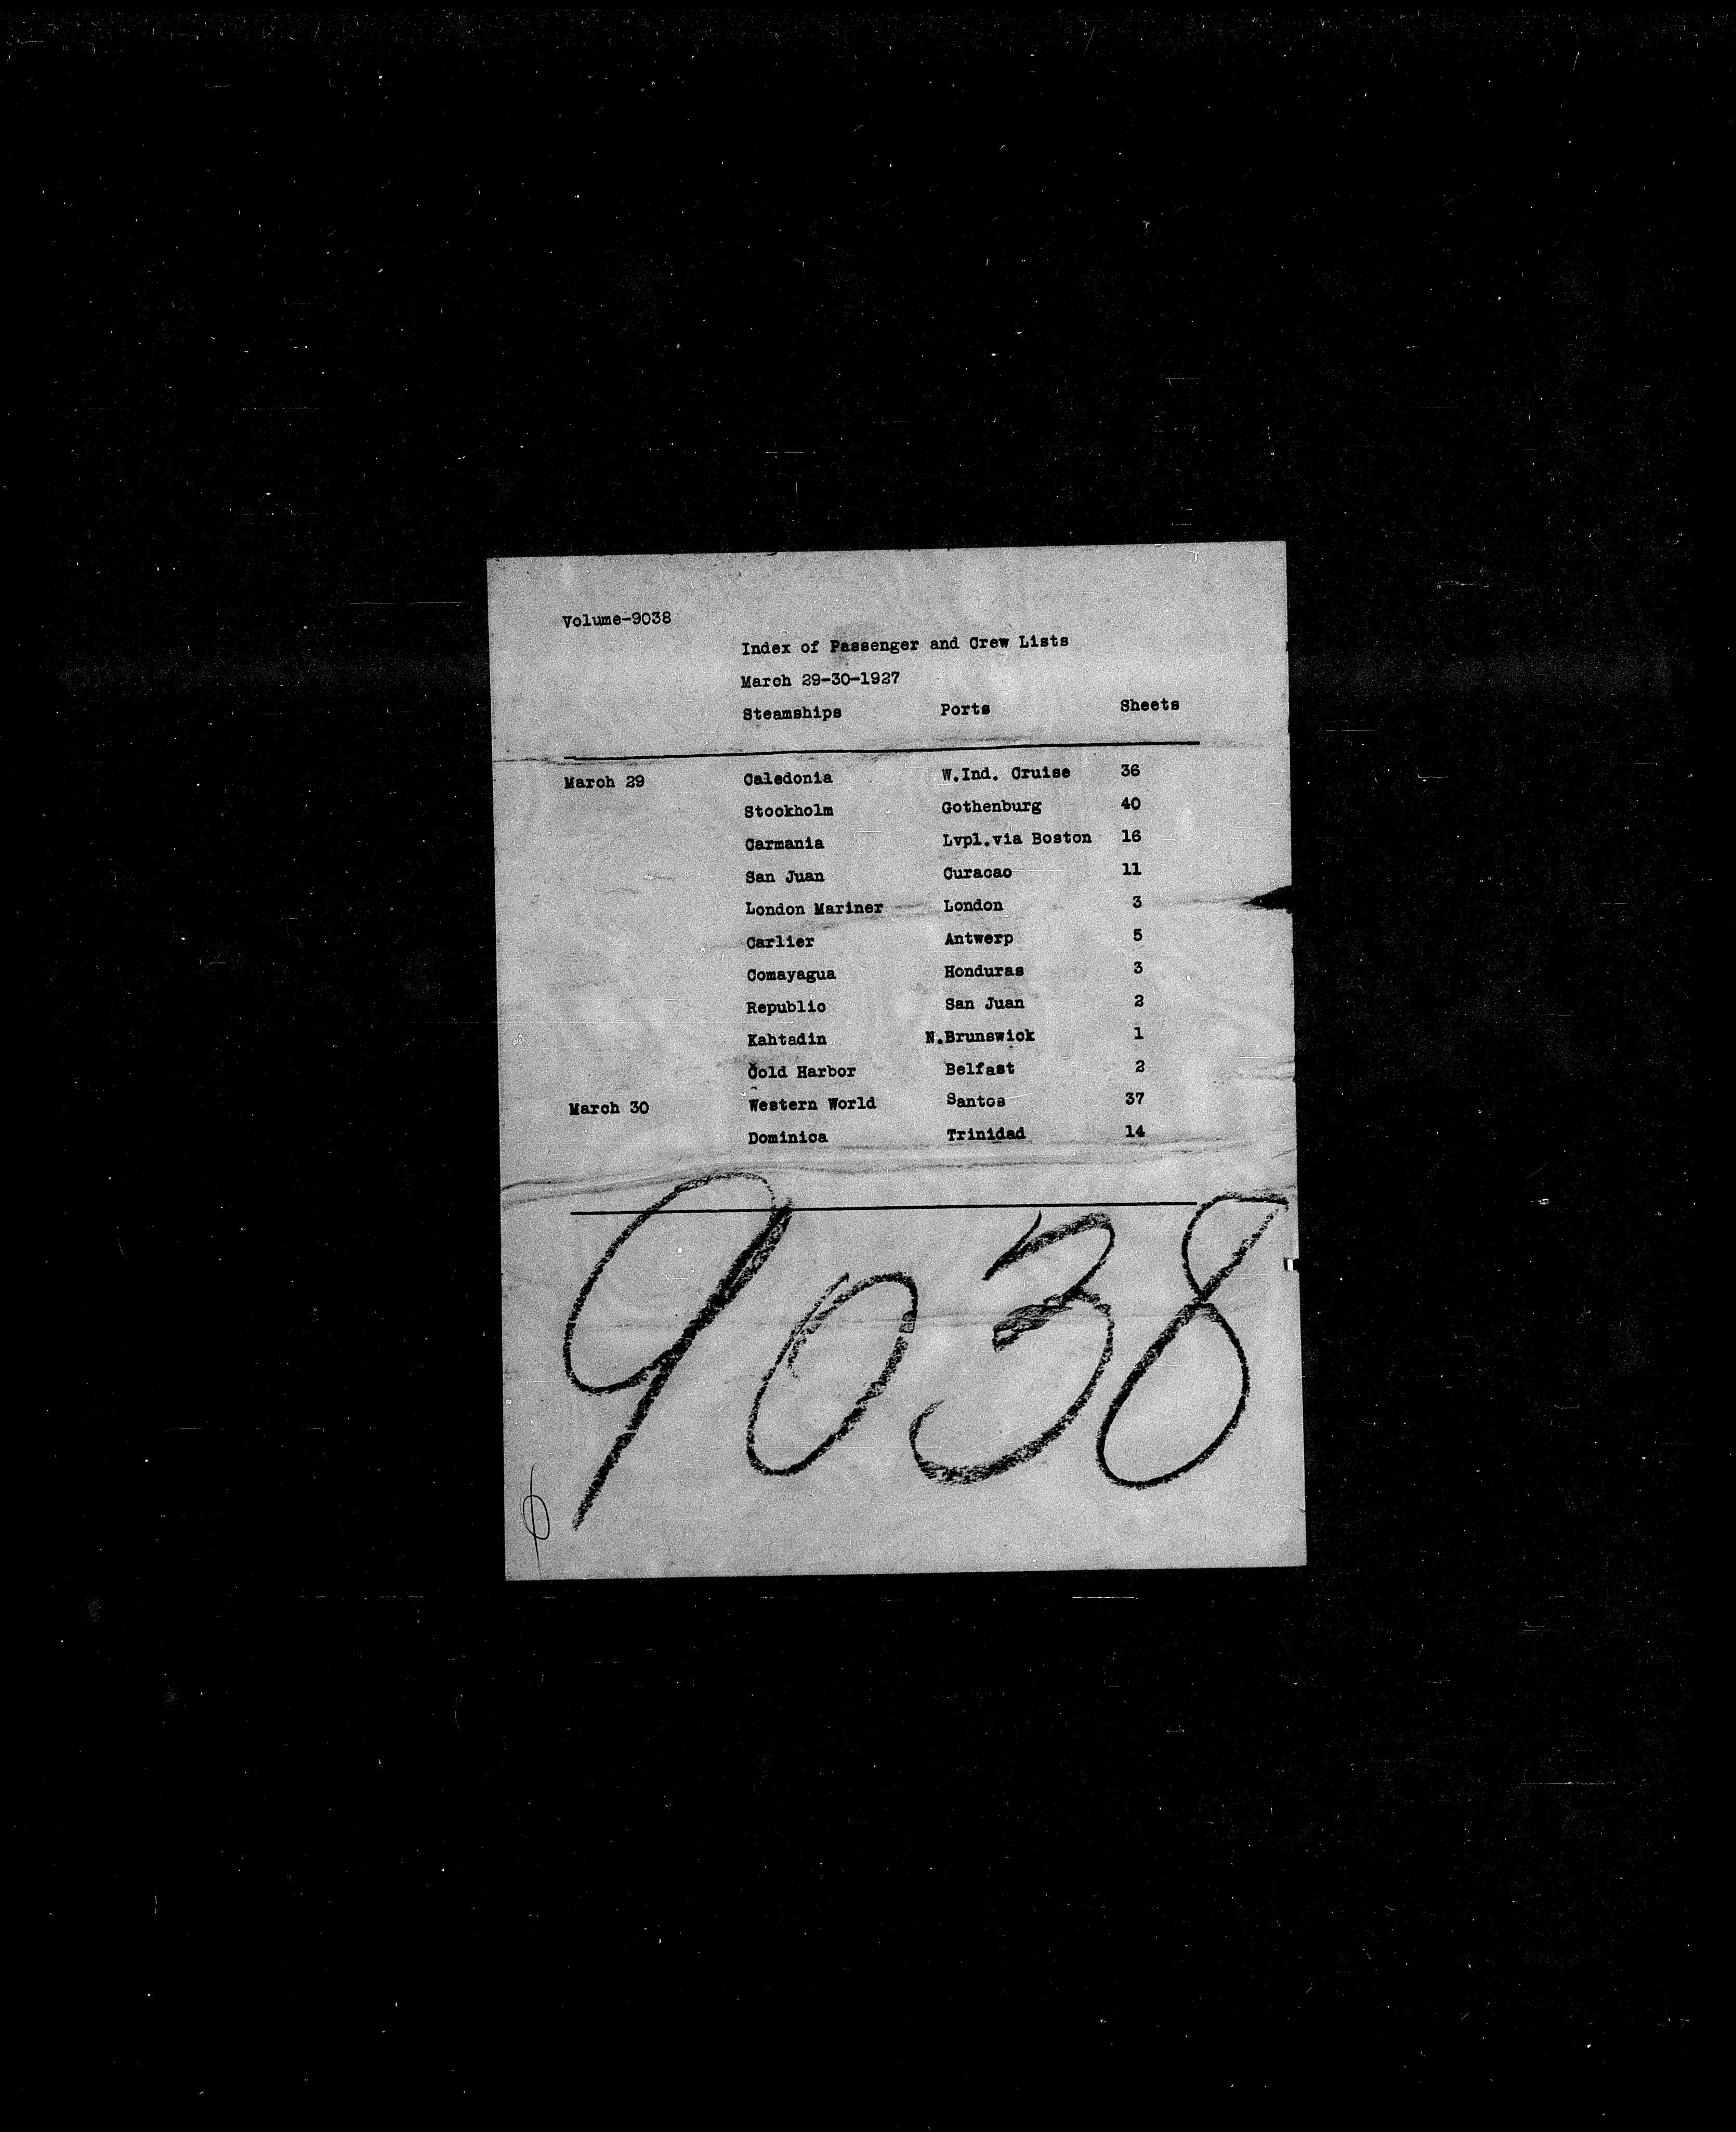 Volume-9038
Index of Passenger and Crew Lists
March 29-30-1927
Steamships Ports Sheets
March 29 Caledonia W.Ind. Cruise 36
Stockholm Gothenburg 40
Carmania Lvpl.via Boston 16
San Juan Curacao 11
London Mariner London 3
Carlier Antwerp 5
Comayagua Honduras 3
Republic San Juan 2
Kahtadin N.Brunswick 1
Cold Harbor Belfast 2
March 30 Western World Santos 37
Dominica Trinidad 14
9038